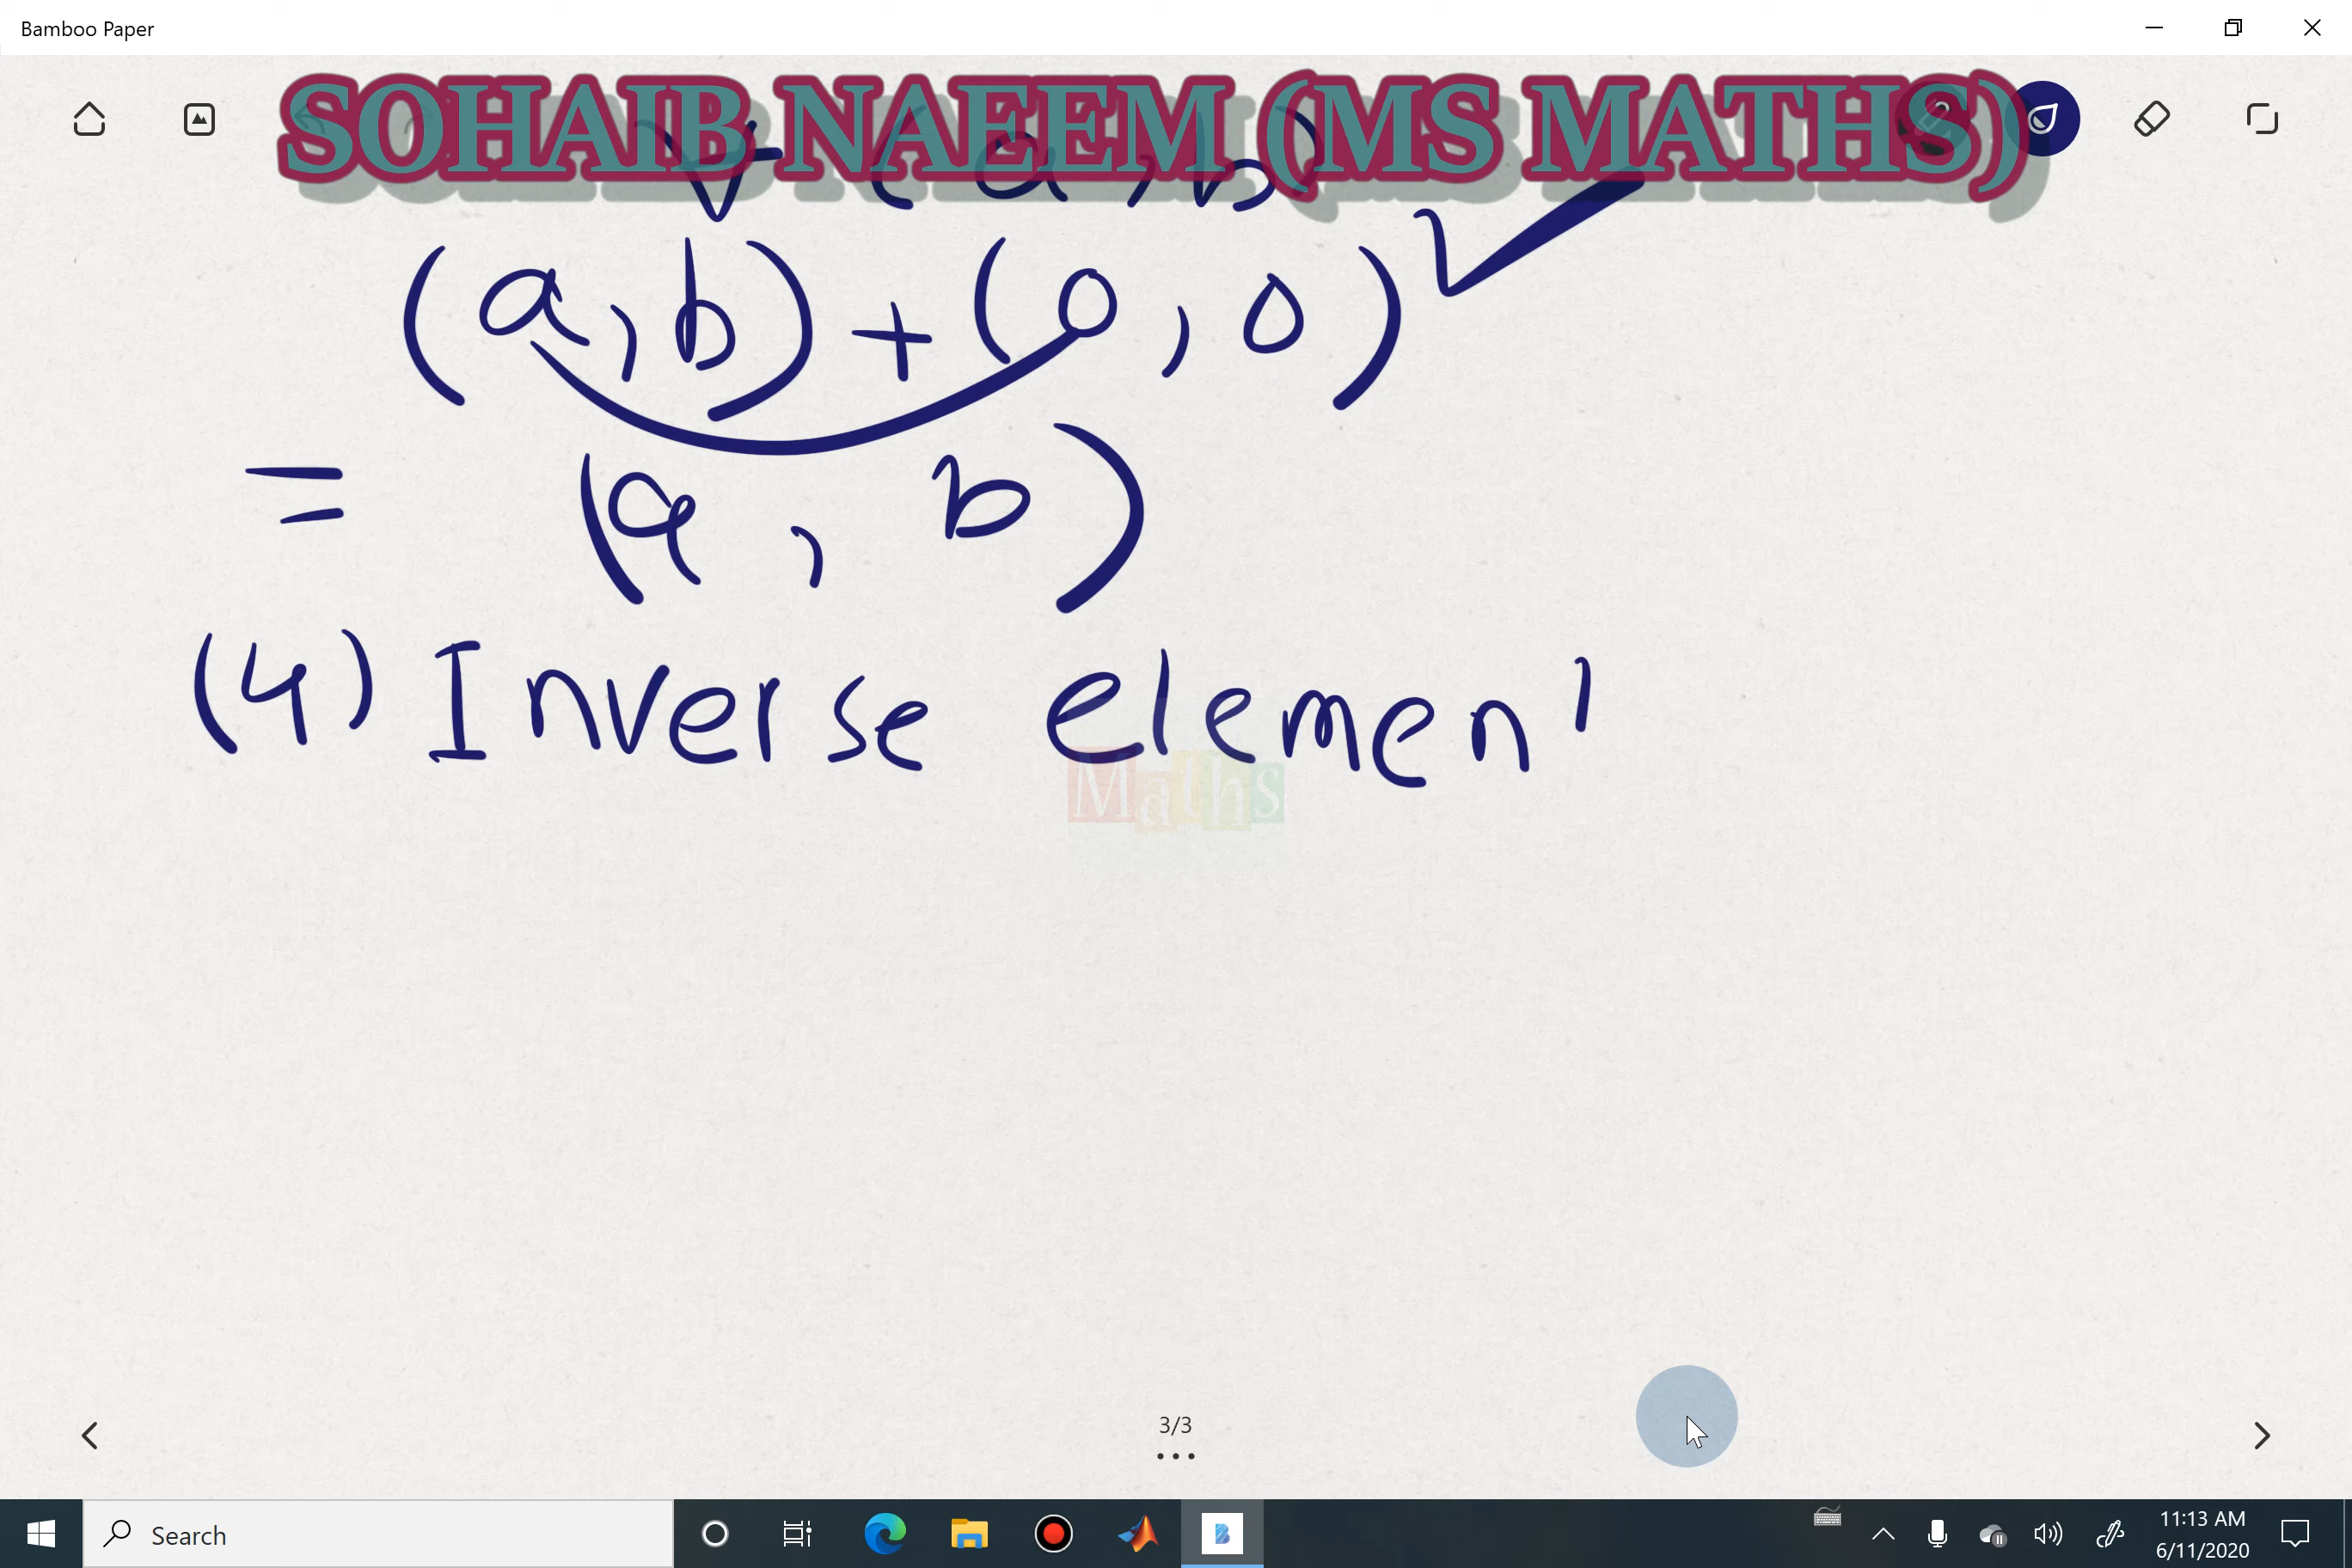 Bamboo Paper
SOHAIB NAEEM (MS MATHS)
(a, b)
(a, b) + (0, 0)
= (a, b)
(4) Inverse element
Maths
3/3
Search
11:13 AM
6/11/2020